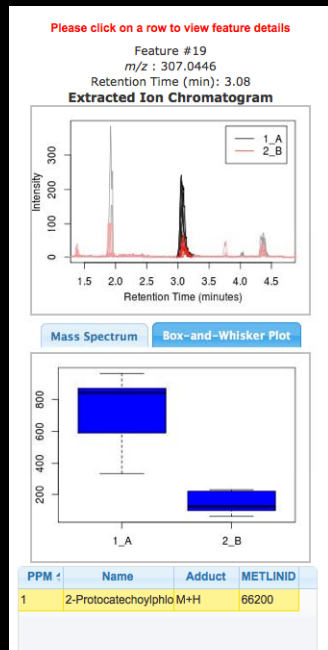 Please click on a row to view feature details
Feature #19
m/z : 307.0446
Retention Time (min): 3.08
Extracted Ion Chromatogram
1_A
2_B
Intensity
0 100 200 300
1.5 2.0 2.5 3.0 3.5 4.0 4.5
Retention Time (minutes)
Mass Spectrum Box-and-Whisker Plot
200 400 600 800
1_A 2_B
PPM Name Adduct METLINID
1 2-Protocatechoylphlo M+H 66200